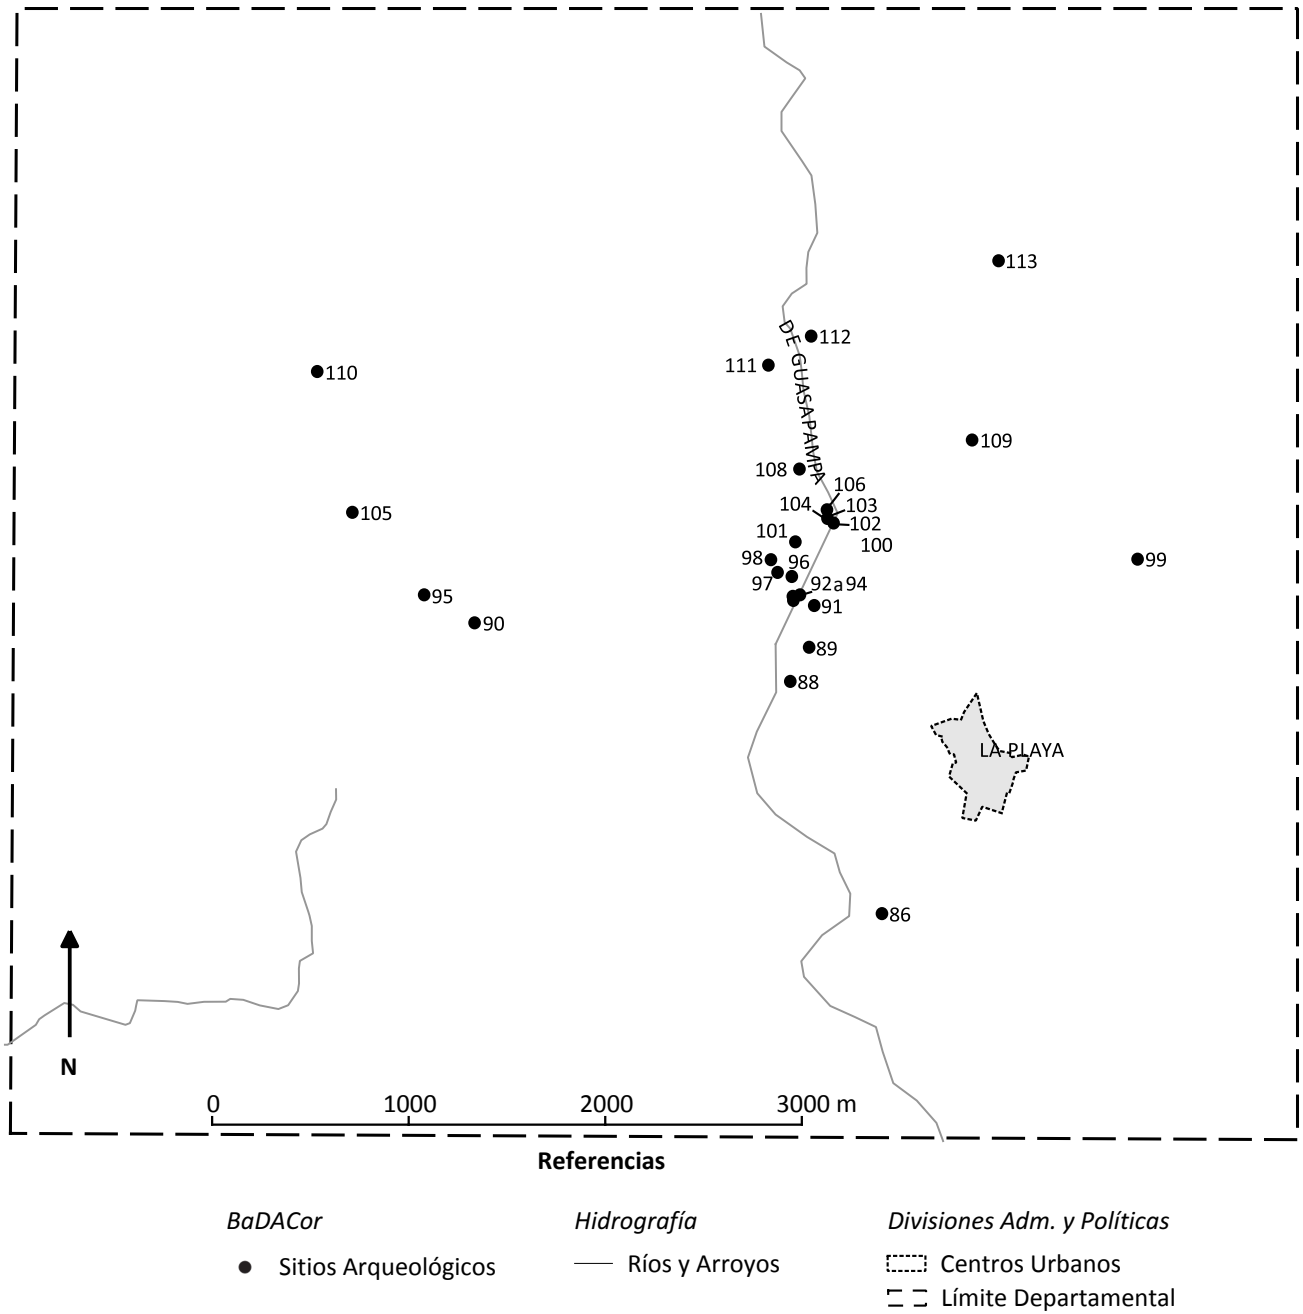 113
112
111
110
DE GUASAPAMPA
109
108
106
104
103
105
102
101
100
98
96
99
97
92a94
95
91
90
89
88
LA PLAYA
86
N
0 1000 2000 3000 m
Referencias
BaDACor Hidrografía Divisiones Adm. y Políticas
Sitios Arqueológicos Ríos y Arroyos Centros Urbanos
Límite Departamental